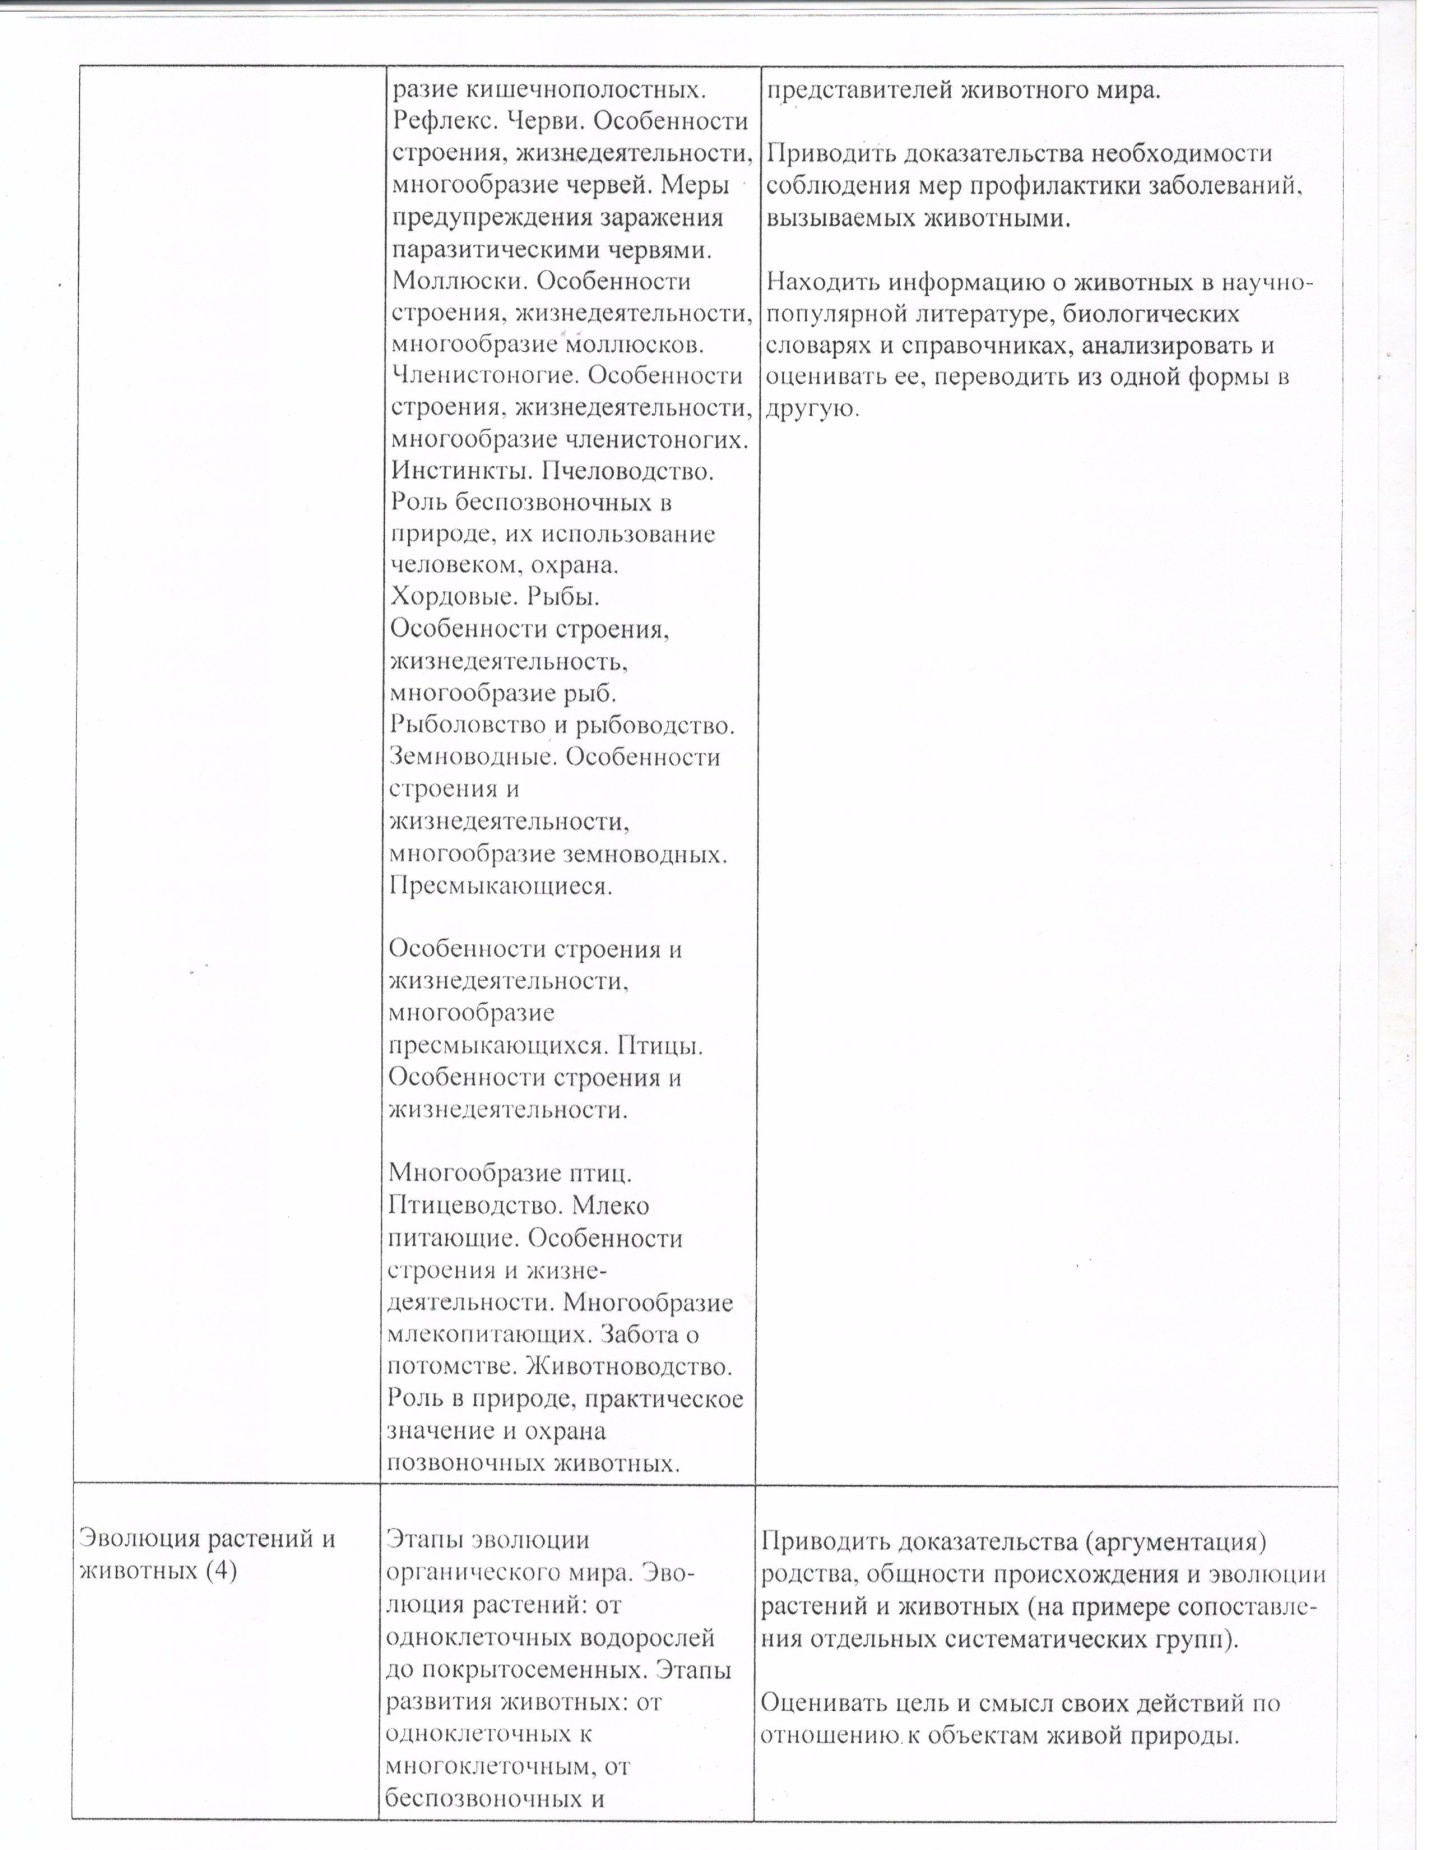 разие кишечнополостных.
Рефлекс. Черви. Особенности
строения, жизнедеятельности,
многообразие червей. Меры
предупреждения заражения
паразитическими червями.
Моллюски. Особенности
строения, жизнедеятельности,
многообразие моллюсков.
Членистоногие. Особенности
строения, жизнедеятельности,
многообразие членистоногих.
Инстинкты. Пчеловодство.
Роль беспозвоночных в
природе, их использование
человеком, охрана.
Хордовые. Рыбы.
Особенности строения,
жизнедеятельность,
многообразие рыб.
Рыболовство и рыбоводство.
Земноводные. Особенности
строения и
жизнедеятельности,
многообразие земноводных.
Пресмыкающиеся.
Особенности строения и
жизнедеятельности,
многообразие
пресмыкающихся. Птицы.
Особенности строения и
жизнедеятельности.
Многообразие птиц.
Птицеводство. Млеко
питающие. Особенности
строения и жизне-
деятельности. Многообразие
млекопитающих. Забота о
потомстве. Животноводство.
Роль в природе, практическое
значение и охрана
позвоночных животных.
представителей животного мира.
Приводить доказательства необходимости
соблюдения мер профилактики заболеваний,
вызываемых животными.
Находить информацию о животных в научно-
популярной литературе, биологических
словарях и справочниках, анализировать и
оценивать ее, переводить из одной формы в
другую.
Эволюция растений и
животных (4)
Этапы эволюции
органического мира. Эво-
люция растений: от
одноклеточных водорослей
до покрытосеменных. Этапы
развития животных: от
одноклеточных к
многоклеточным, от
беспозвоночных и
Приводить доказательства (аргументация)
родства, общности происхождения и эволюции
растений и животных (на примере сопоставле-
ния отдельных систематических групп).
Оценивать цель и смысл своих действий по
отношению к объектам живой природы.